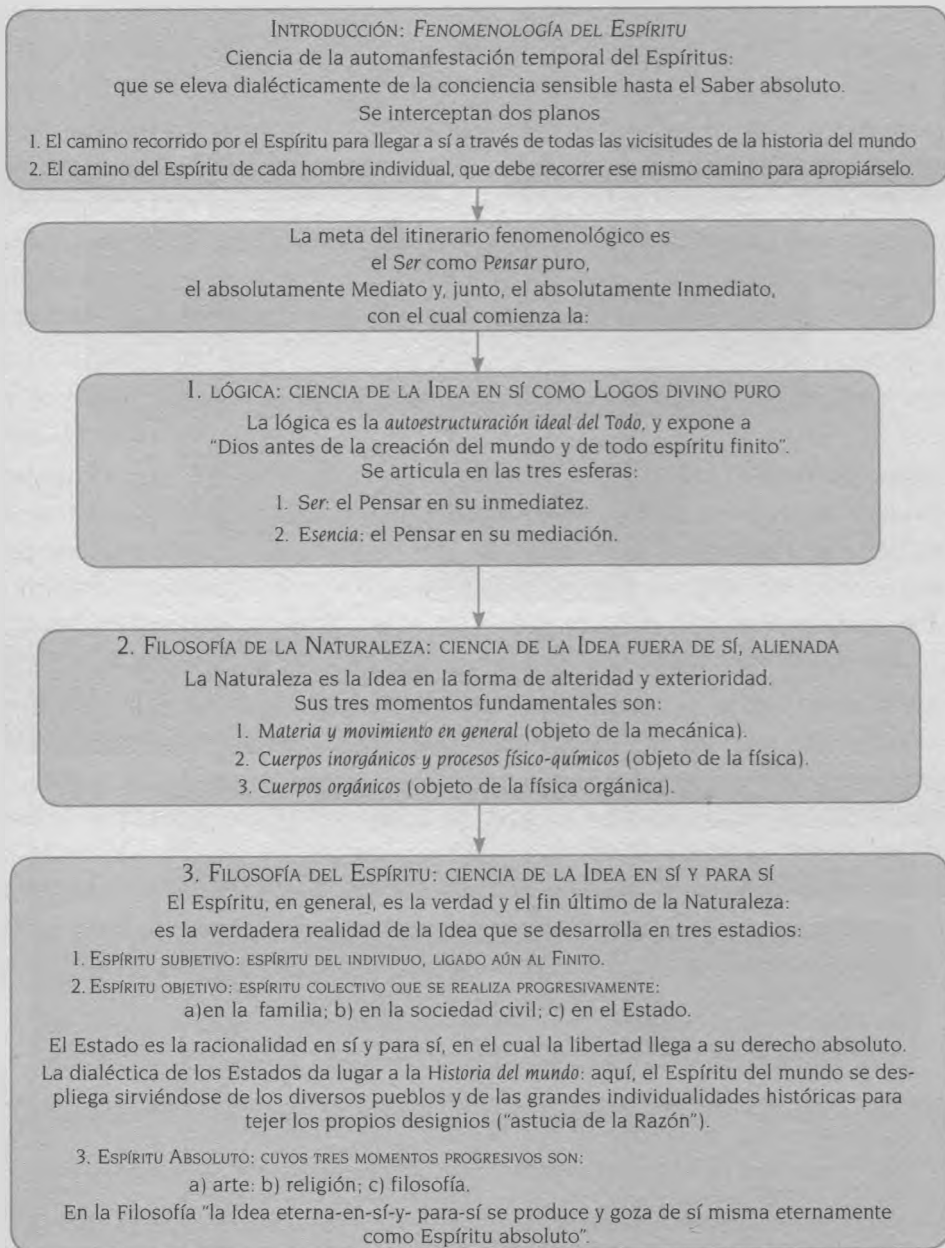 INTRODUCCIÓN: FENOMENOLOGÍA DEL ESPÍRITU
Ciencia de la automanfestación temporal del Espíritus:
que se eleva dialécticamente de la conciencia sensible hasta el Saber absoluto.
Se interceptan dos planos
1. El camino recorrido por el Espíritu para llegar a sí a través de todas las vicisitudes de la historia del mundo
2. El camino del Espíritu de cada hombre individual, que debe recorrer ese mismo camino para apropiárselo.
La meta del itinerario fenomenológico es
el Ser como Pensar puro,
el absolutamente Mediato y, junto, el absolutamente Inmediato,
con el cual comienza la:
1. LÓGICA: CIENCIA DE LA IDEA EN SÍ COMO LOGOS DIVINO PURO
La lógica es la autoestructuración ideal del Todo, y expone a
"Dios antes de la creación del mundo y de todo espíritu finito".
Se articula en las tres esferas:
1. Ser: el Pensar en su inmediatez.
2. Esencia: el Pensar en su mediación.
2. FILOSOFÍA DE LA NATURALEZA: CIENCIA DE LA IDEA FUERA DE SÍ, ALIENADA
La Naturaleza es la Idea en la forma de alteridad y exterioridad.
Sus tres momentos fundamentales son:
1. Materia y movimiento en general (objeto de la mecánica).
2. Cuerpos inorgánicos y procesos físico-químicos (objeto de la física).
3. Cuerpos orgánicos (objeto de la física orgánica).
3. FILOSOFÍA DEL ESPÍRITU: CIENCIA DE LA IDEA EN SÍ Y PARA SÍ
El Espíritu, en general, es la verdad y el fin último de la Naturaleza:
es la verdadera realidad de la Idea que se desarrolla en tres estadios:
1. ESPÍRITU SUBJETIVO: ESPÍRITU DEL INDIVIDUO, LIGADO AÚN AL FINITO.
2. ESPÍRITU OBJETIVO: ESPÍRITU COLECTIVO QUE SE REALIZA PROGRESIVAMENTE:
a)en la familia; b) en la sociedad civil; c) en el Estado.
El Estado es la racionalidad en sí y para sí, en el cual la libertad llega a su derecho absoluto.
La dialéctica de los Estados da lugar a la Historia del mundo: aquí, el Espíritu del mundo se des-
pliega sirviéndose de los diversos pueblos y de las grandes individualidades históricas para
tejer los propios designios ("astucia de la Razón").
3. ESPÍRITU ABSOLUTO: CUYOS TRES MOMENTOS PROGRESIVOS SON:
a) arte: b) religión; c) filosofía.
En la Filosofía "la Idea eterna-en-sí-y- para-sí se produce y goza de sí misma eternamente
como Espíritu absoluto".